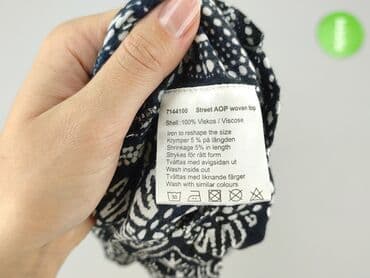 7144100 Street AOP woven top
Shell: 100% Viskos / Viscose
Iron to reshape the size
Krymper 5 % på längden
Shrinkage 5% in length
Strykes för rätt form
Tvättas med avigsidan ut
Wash inside out
Tvättas med liknande färger
Wash with similar colours
30